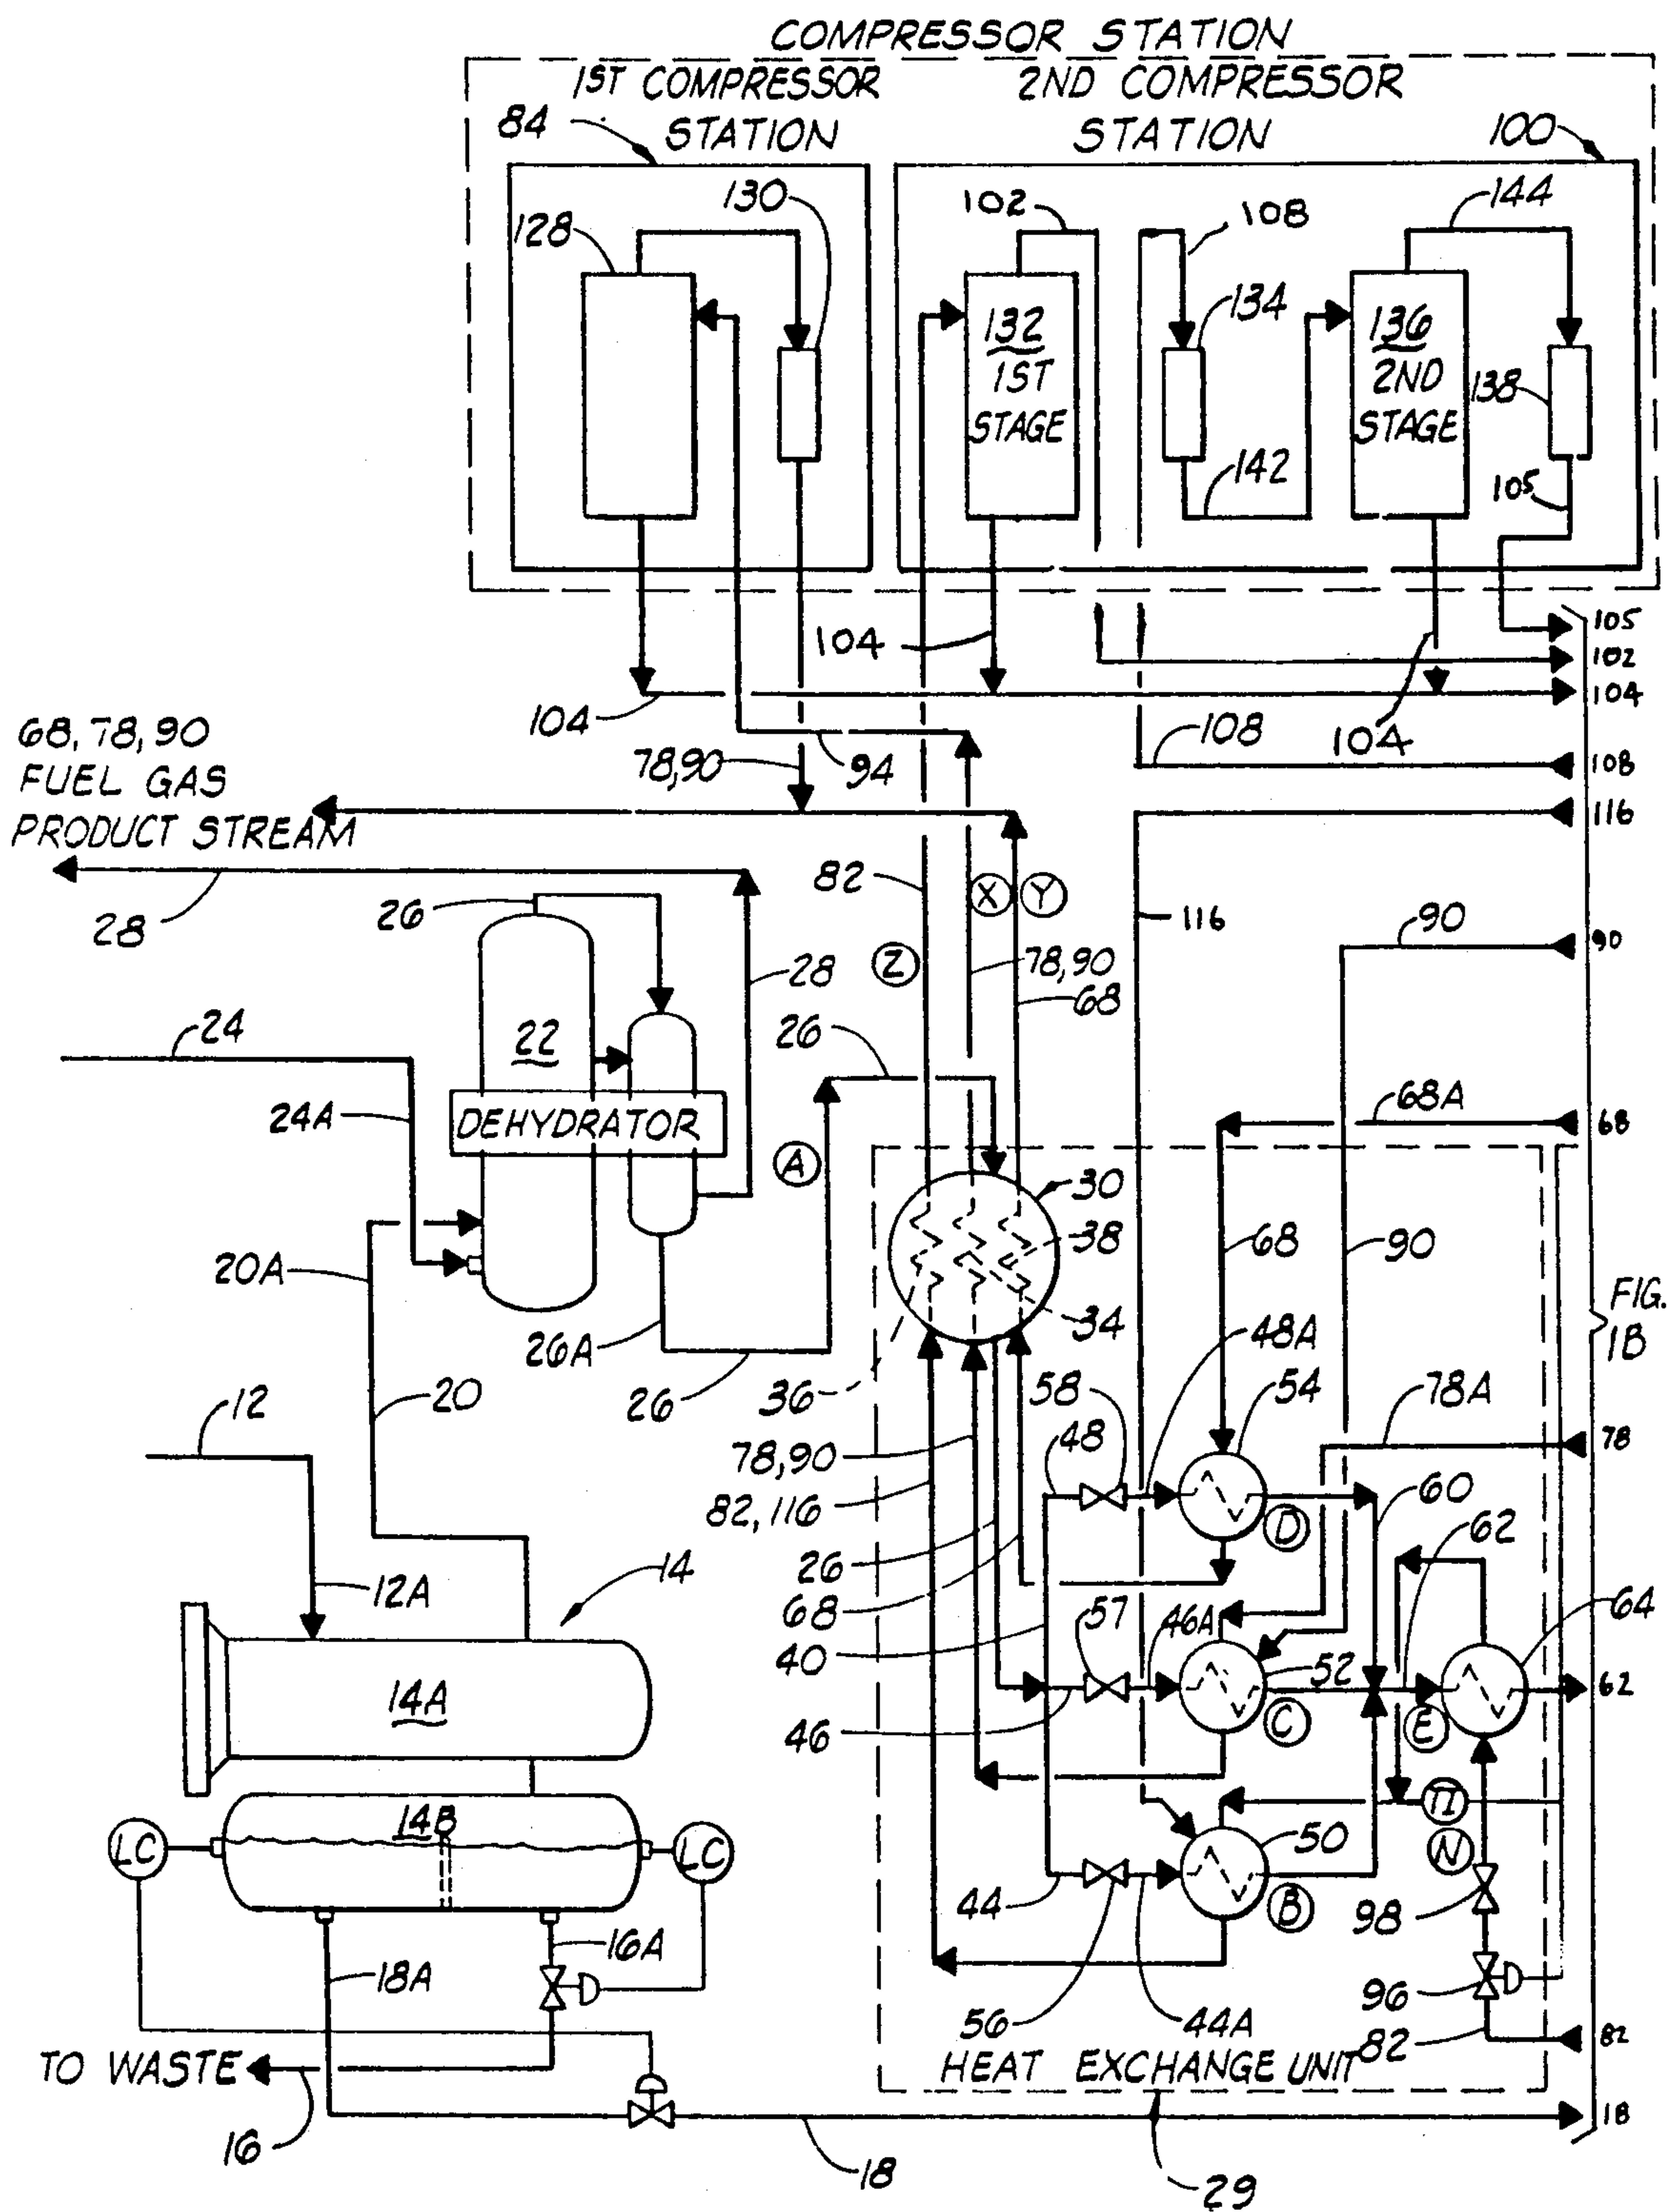 COMPRESSOR STATION
1ST COMPRESSOR
STATION
2ND COMPRESSOR
STATION
84
100
128
130
102
108
144
132
1ST
STAGE
134
136
2ND
STAGE
138
142
105
104
104
104
105
102
104
108
116
94
108
78,90
68,78,90
FUEL GAS
PRODUCT STREAM
28
26
82
X
Y
116
90
90
Z
78,90
68
28
24
22
26
24A
DEHYDRATOR
A
68A
68
30
38
68
90
20A
34
26A
26
36
48A
FIG.
1B
20
58
54
78A
78
12
78,90
48
82,116
60
62
26
D
12A
14
68
57
46A
64
40
52
62
14A
46
C
E
14B
TI
LC
LC
50
N
44
B
98
16A
18A
96
56
44A
82
82
TO WASTE
HEAT EXCHANGE UNIT
16
18
18
29